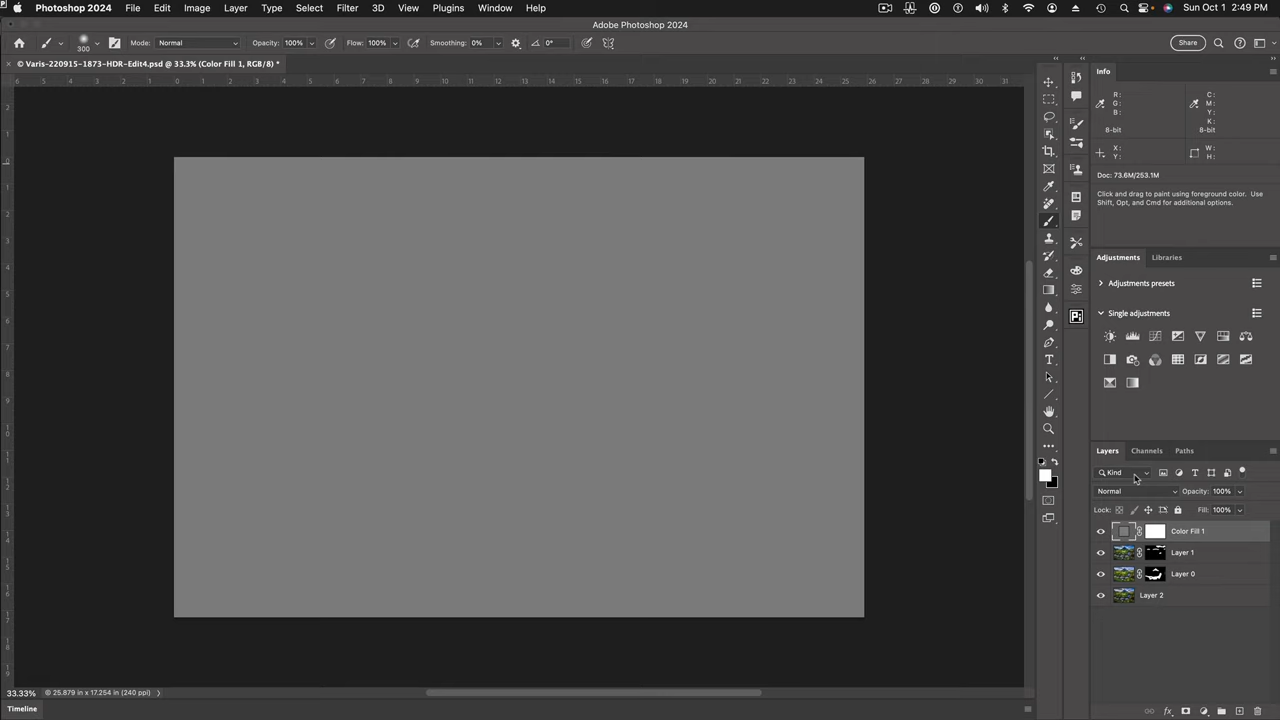 Photoshop 2024 File Edit Image Layer Type Select Filter 3D View Plugins Window Help Sun Oct 1 2:49 PM
Adobe Photoshop 2024
300 Mode: Normal Opacity: 100% Flow: 100% Smoothing: 0% 0° Share
© Varis-220915-1873-HDR-Edit4.psd @ 33.3% (Color Fill 1, RGB/8) *
Info
R: C:
G: M:
B: Y:
K:
8-bit 8-bit
X: W:
Y: H:
Doc: 73.6M/253.1M
Click and drag to paint using foreground color. Use
Shift, Opt, and Cmd for additional options.
Adjustments Libraries
Adjustments presets
Single adjustments
Layers Channels Paths
Kind
Normal Opacity: 100%
Lock: Fill: 100%
Color Fill 1
Layer 1
Layer 0
Layer 2
33.33% 25.879 in x 17.254 in (240 ppi)
Timeline